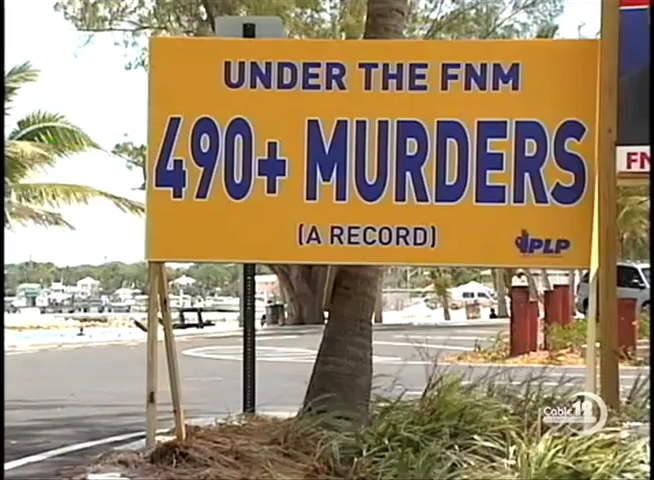 UNDER THE FNM
490+ MURDERS
(A RECORD)
PLP
FN
Cable 12